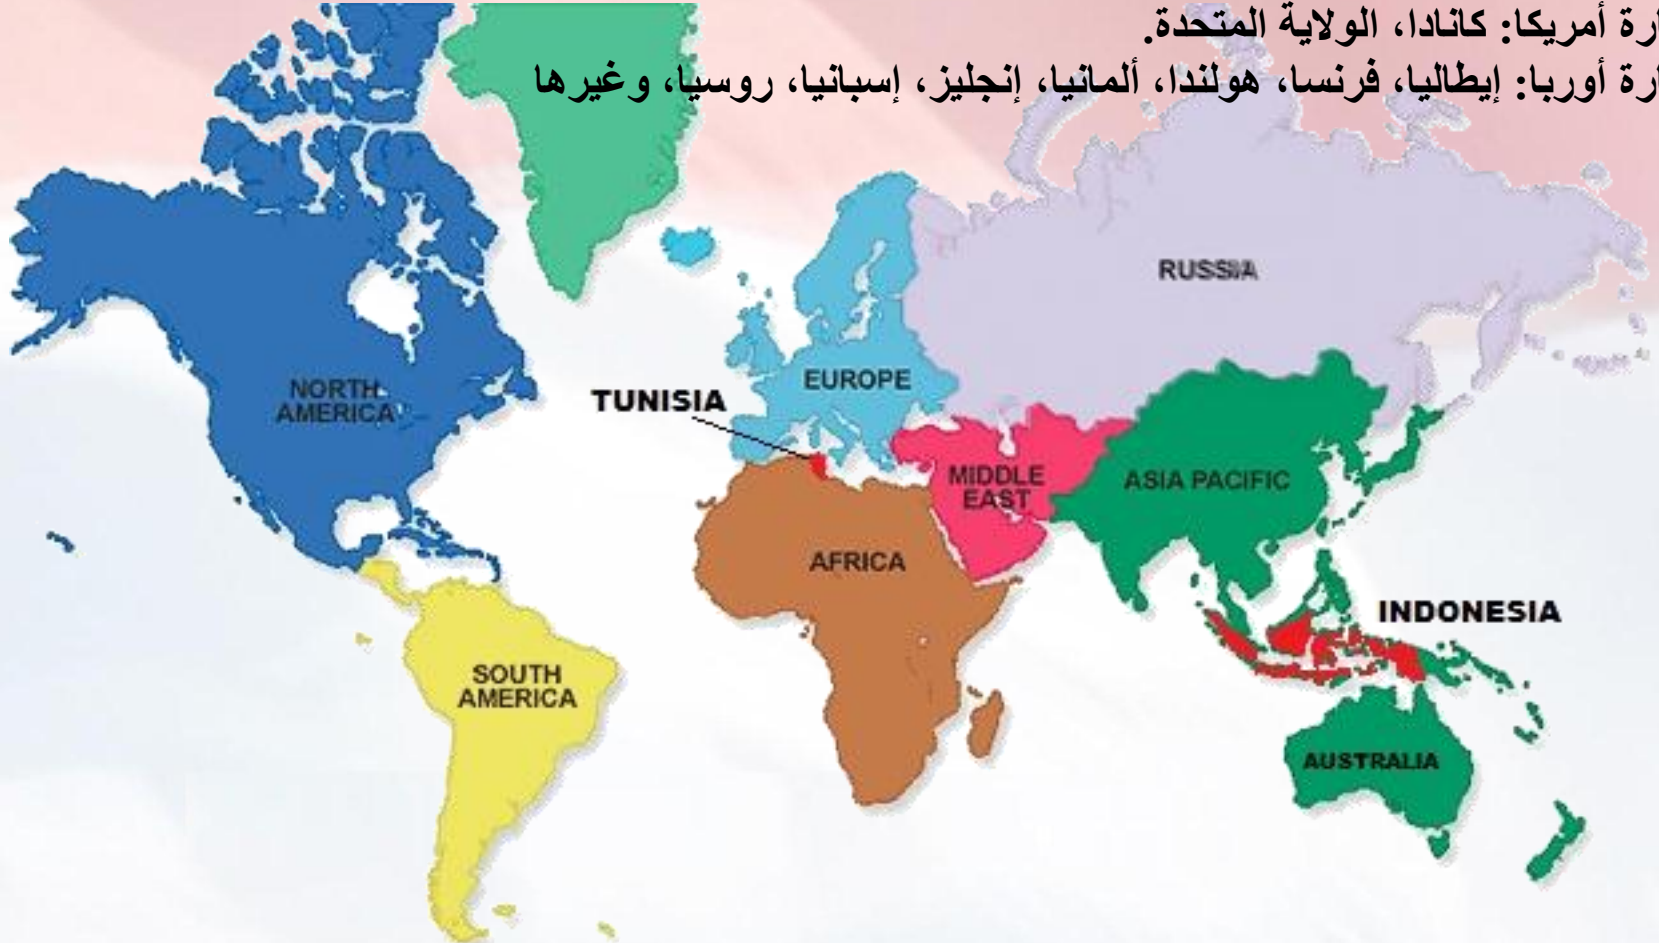 ارة أمريكا: كانادا، الولاية المتحدة.
ارة أوربا: إيطاليا، فرنسا، هولندا، ألمانيا، إنجليز، إسبانيا، روسيا، وغيرها
RUSSIA
EUROPE
NORTH
AMERICA
TUNISIA
MIDDLE
EAST
ASIA PACIFIC
AFRICA
INDONESIA
SOUTH
AMERICA
AUSTRALIA